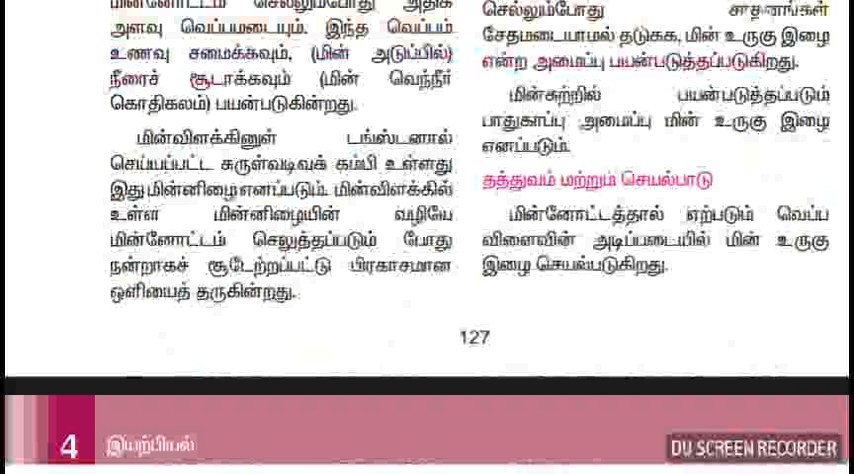 மின்னோட்டம் செல்லும்போது அதிக
அளவு வெப்பமடையும். இந்த வெப்பம்
உணவு சமைக்கவும், (மின் அடுப்பில்)
நீரைச் சூடாக்கவும் (மின் வெந்நீர்
கொதிகலம்) பயன்படுகின்றது.
மின்விளக்கினுள் டங்ஸ்டனால்
செய்யப்பட்ட சுருள்வடிவக் கம்பி உள்ளது
இது மின்னிழை எனப்படும். மின்விளக்கில்
உள்ள மின்னிழையின் வழியே
மின்னோட்டம் செலுத்தப்படும் போது
நன்றாகச் சூடேற்றப்பட்டு பிரகாசமான
ஒளியைத் தருகின்றது.
செல்லும்போது சாதனங்கள்
சேதமடையாமல் தடுகக, மின் உருகு இழை
என்ற அமைப்பு பயன்படுத்தப்படுகிறது.
மின்சுற்றில் பயன்படுத்தப்படும்
பாதுகாப்பு அமைப்பு மின் உருகு இழை
எனப்படும்.
தத்துவம் மற்றும் செயல்பாடு
மின்னோட்டத்தால் ஏற்படும் வெப்ப
விளைவின் அடிப்படையில் மின் உருகு
இழை செயல்படுகிறது.
127
4 இயற்பியல்
DU SCREEN RECORDER